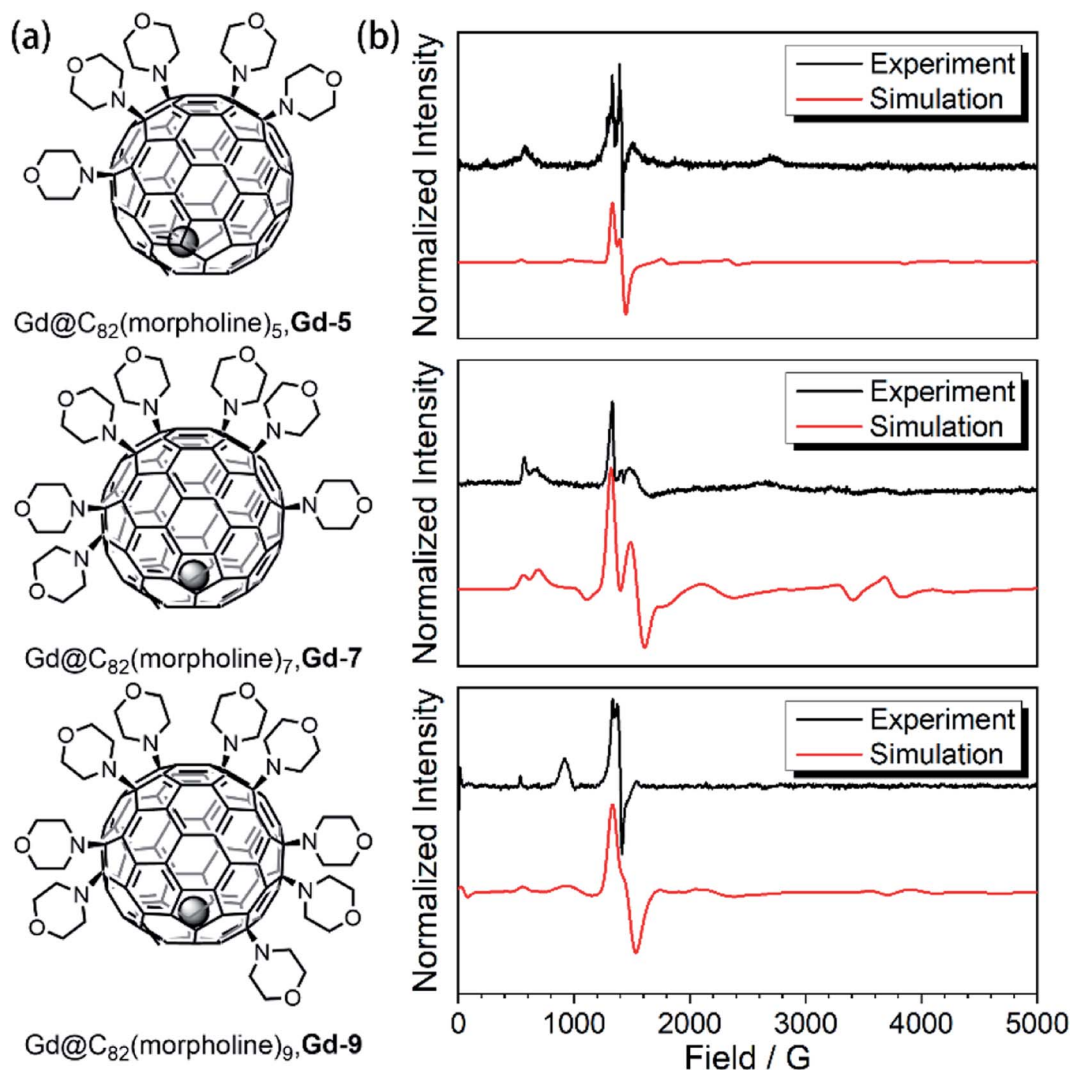 (a)
O
O
O
O
O
N
N
N
N
N
Gd@C₈₂(morpholine)₅,Gd-5
O
O
O
O
O
O
O
N
N
N
N
N
N
N
Gd@C₈₂(morpholine)₇,Gd-7
O
O
O
O
O
O
O
O
O
N
N
N
N
N
N
N
N
N
Gd@C₈₂(morpholine)₉,Gd-9
(b)
Normalized Intensity
Experiment
Simulation
Normalized Intensity
Experiment
Simulation
Normalized Intensity
Experiment
Simulation
0 1000 2000 3000 4000 5000
Field / G